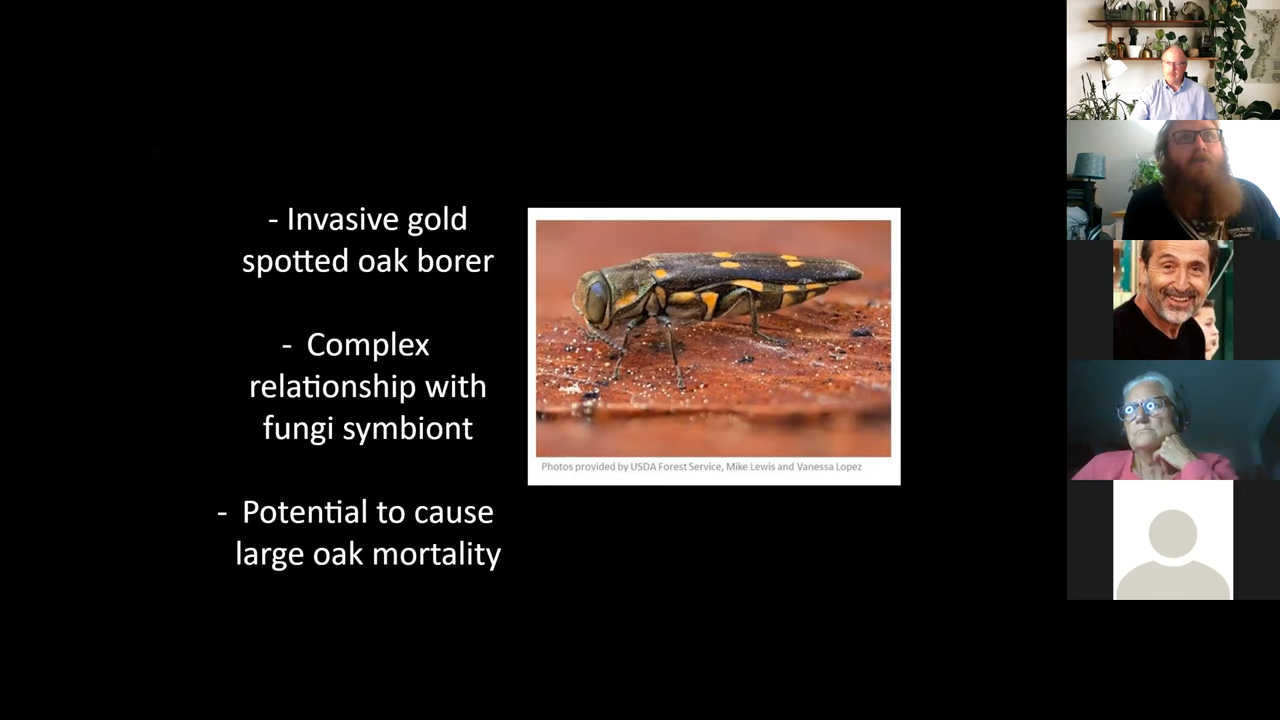 - Invasive gold
spotted oak borer
- Complex
relationship with
fungi symbiont
- Potential to cause
large oak mortality
Photos provided by USDA Forest Service, Mike Lewis and Vanessa Lopez